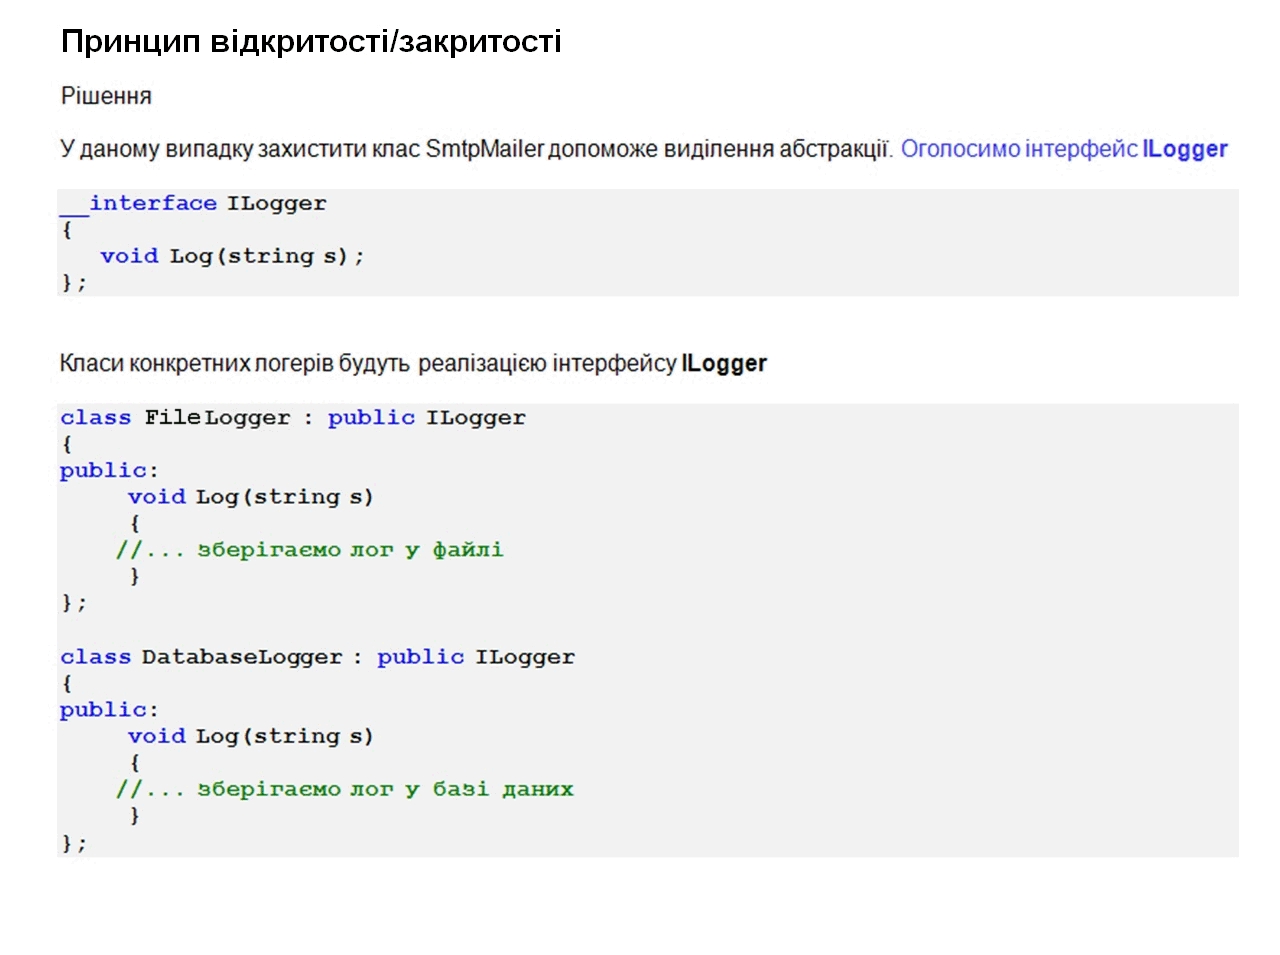 Принцип відкритості/закритості
Рішення
У даному випадку захистити клас SmtpMailer допоможе виділення абстракції. Оголосимо інтерфейс ILogger
__interface ILogger
{
void Log(string s);
};
Класи конкретних логерів будуть реалізацією інтерфейсу ILogger
class FileLogger : public ILogger
{
public:
void Log(string s)
{
//... зберігаємо лог у файлі
}
};
class DatabaseLogger : public ILogger
{
public:
void Log(string s)
{
//... зберігаємо лог у базі даних
}
};